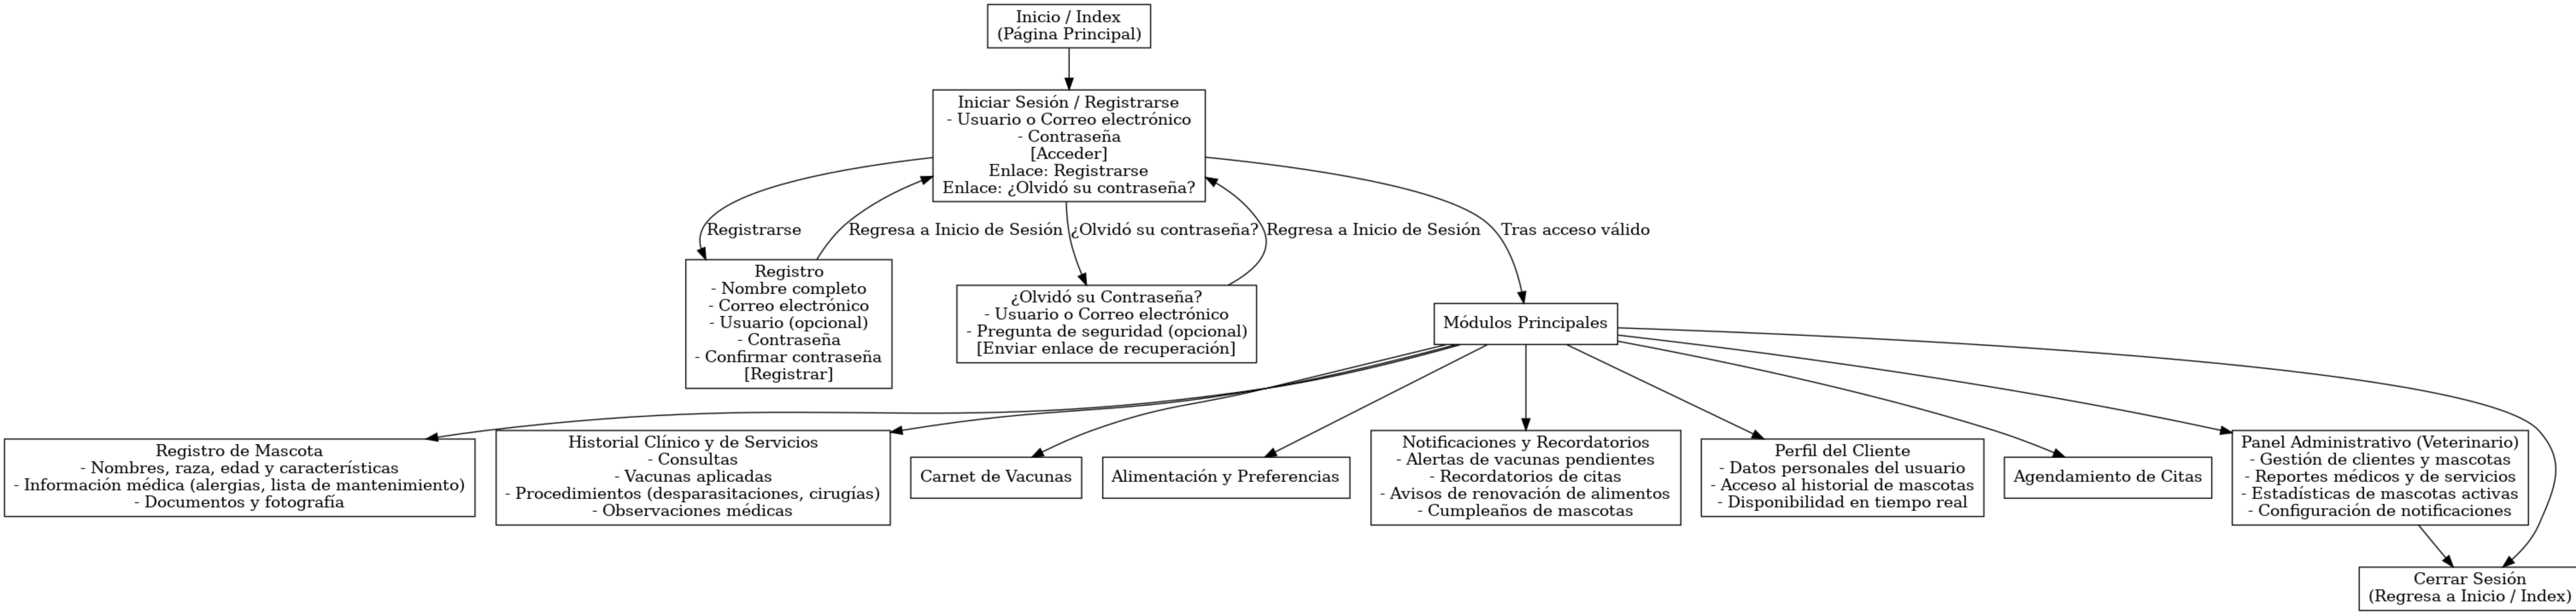 Inicio / Index
(Página Principal)
Iniciar Sesión / Registrarse
- Usuario o Correo electrónico
- Contraseña
[Acceder]
Enlace: Registrarse
Enlace: ¿Olvidó su contraseña?
Registrarse
Regresa a Inicio de Sesión
¿Olvidó su contraseña?
Regresa a Inicio de Sesión
Tras acceso válido
Registro
- Nombre completo
- Correo electrónico
- Usuario (opcional)
- Contraseña
- Confirmar contraseña
[Registrar]
¿Olvidó su Contraseña?
- Usuario o Correo electrónico
- Pregunta de seguridad (opcional)
[Enviar enlace de recuperación]
Módulos Principales
Registro de Mascota
- Nombres, raza, edad y características
- Información médica (alergias, lista de mantenimiento)
- Documentos y fotografía
Historial Clínico y de Servicios
- Consultas
- Vacunas aplicadas
- Procedimientos (desparasitaciones, cirugías)
- Observaciones médicas
Carnet de Vacunas
Alimentación y Preferencias
Notificaciones y Recordatorios
- Alertas de vacunas pendientes
- Recordatorios de citas
- Avisos de renovación de alimentos
- Cumpleaños de mascotas
Perfil del Cliente
- Datos personales del usuario
- Acceso al historial de mascotas
- Disponibilidad en tiempo real
Agendamiento de Citas
Panel Administrativo (Veterinario)
- Gestión de clientes y mascotas
- Reportes médicos y de servicios
- Estadísticas de mascotas activas
- Configuración de notificaciones
Cerrar Sesión
(Regresa a Inicio / Index)